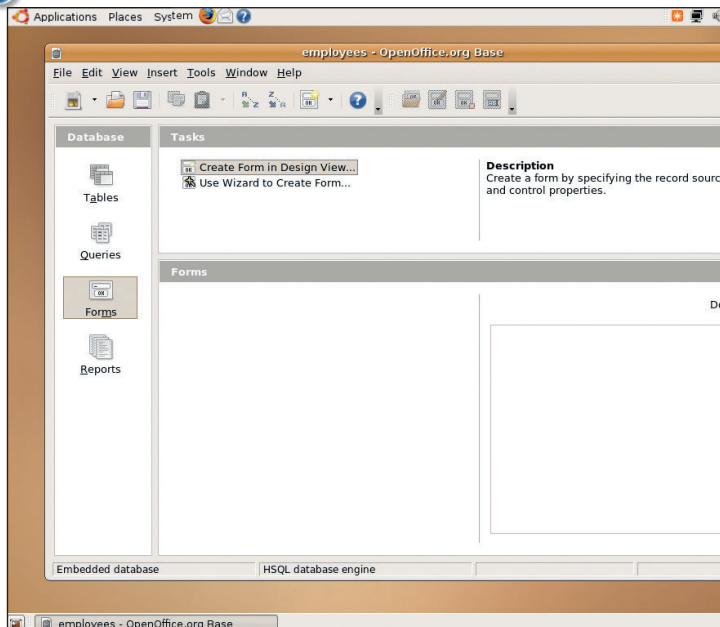 Applications Places System
employees - OpenOffice.org Base
File Edit View Insert Tools Window Help
Database
Tasks
Tables
Queries
Forms
Reports
Create Form in Design View...
Use Wizard to Create Form...
Description
Create a form by specifying the record sourc
and control properties.
Forms
Embedded database
HSQL database engine
employees - OpenOffice.org Base